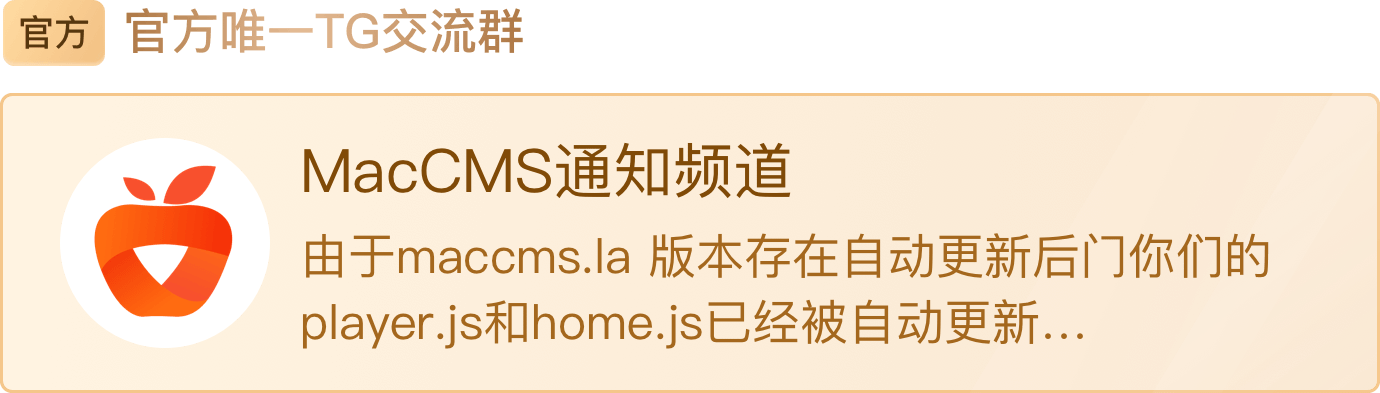 官方 官方唯一TG交流群
MacCMS通知频道
由于maccms.la 版本存在自动更新后门你们的
player.js和home.js已经被自动更新...